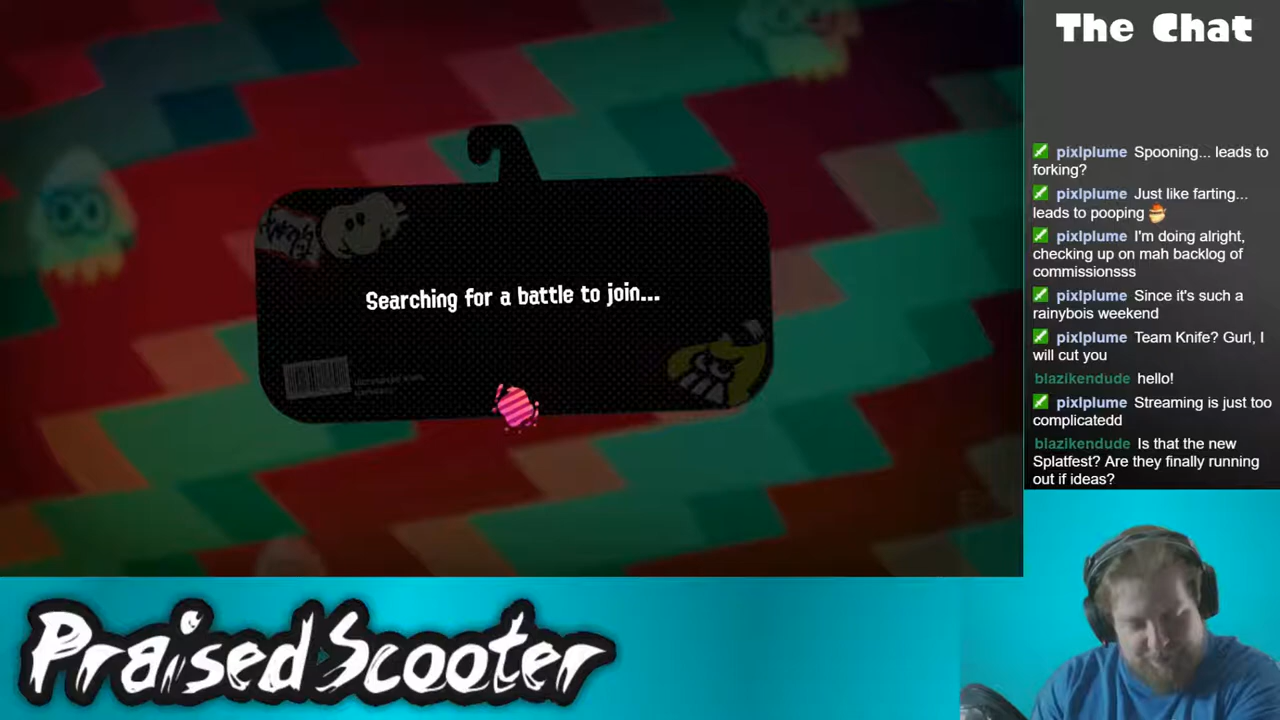 The Chat
pixlplume Spooning... leads to
forking?
pixlplume Just like farting...
leads to pooping
pixlplume I'm doing alright,
checking up on mah backlog of
commissionsss
pixlplume Since it's such a
rainybois weekend
pixlplume Team Knife? Gurl, I
will cut you
blazikendude hello!
pixlplume Streaming is just too
complicatedd
blazikendude Is that the new
Splatfest? Are they finally running
out if ideas?
Searching for a battle to join...
PraisedScooter